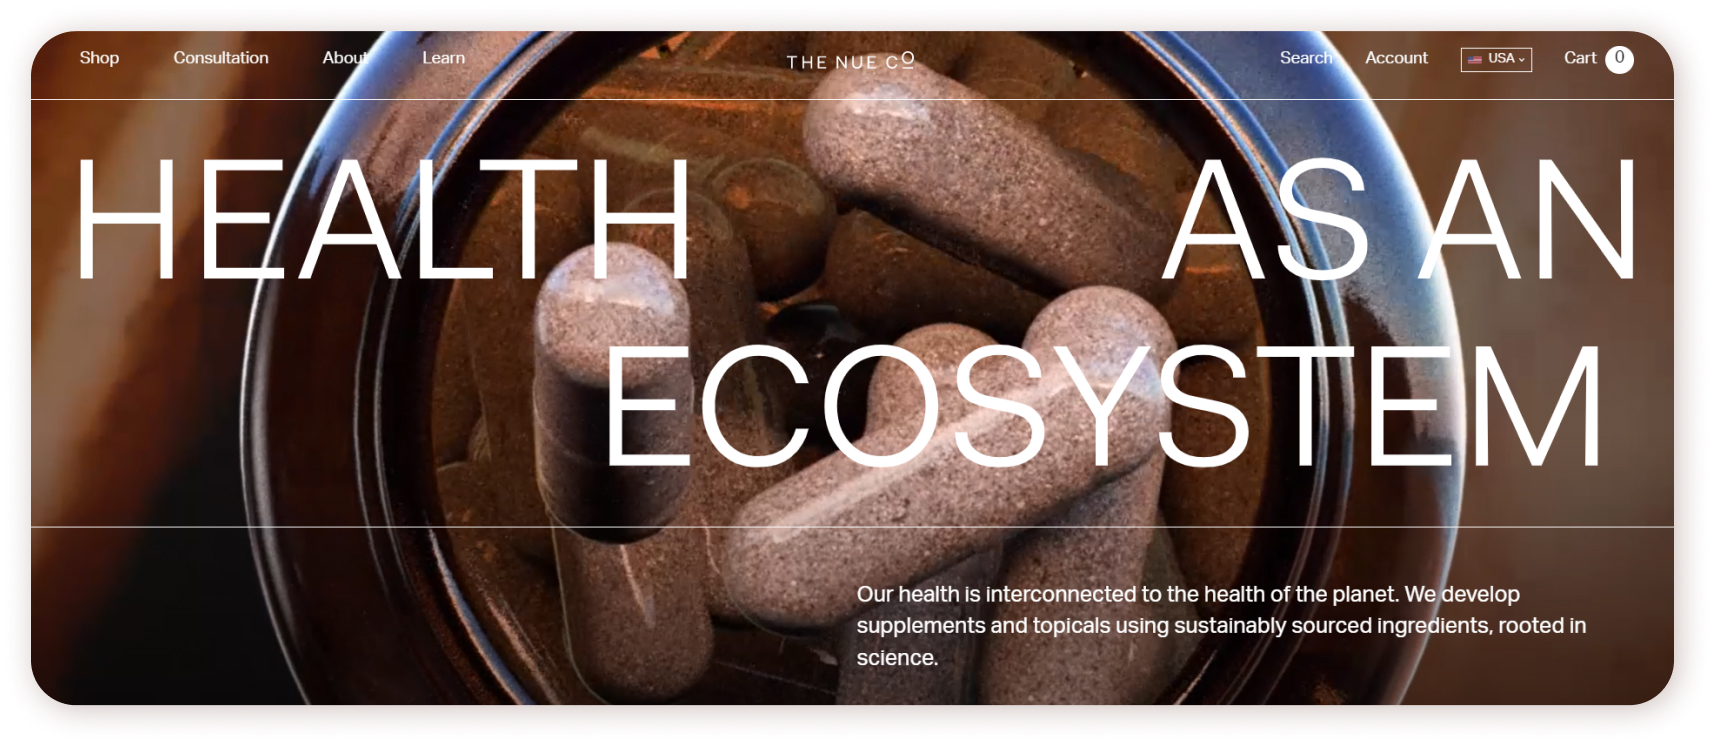 Shop Consultation About Learn THE NUE CO Search Account USA Cart 0
HEALTH AS AN
ECOSYSTEM
Our health is interconnected to the health of the planet. We develop
supplements and topicals using sustainably sourced ingredients, rooted in
science.